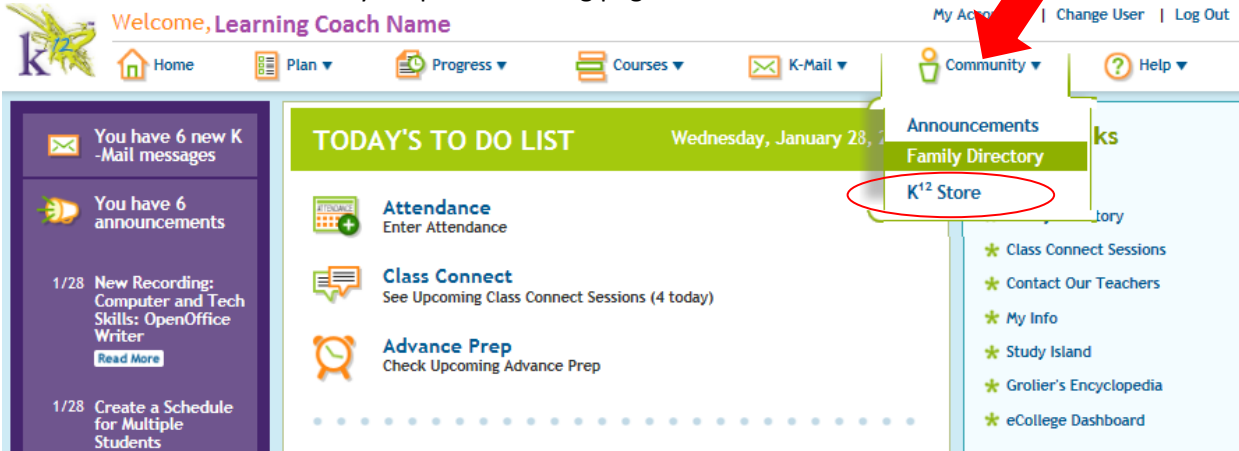 Welcome, Learning Coach Name
My | Change User | Log Out
k12
Home
Plan ▼
Progress ▼
Courses ▼
K-Mail ▼
Community ▼
Help ▼
You have 6 new K
-Mail messages
You have 6
announcements
1/28 New Recording:
Computer and Tech
Skills: OpenOffice
Writer
Read More
1/28 Create a Schedule
for Multiple
Students
TODAY'S TO DO LIST
Wednesday, January 28, 2
ATTENDANCE
Attendance
Enter Attendance
Class Connect
See Upcoming Class Connect Sessions (4 today)
Advance Prep
Check Upcoming Advance Prep
Announcements
Family Directory
K¹² Store
ks
tory
Class Connect Sessions
Contact Our Teachers
My Info
Study Island
Grolier's Encyclopedia
eCollege Dashboard